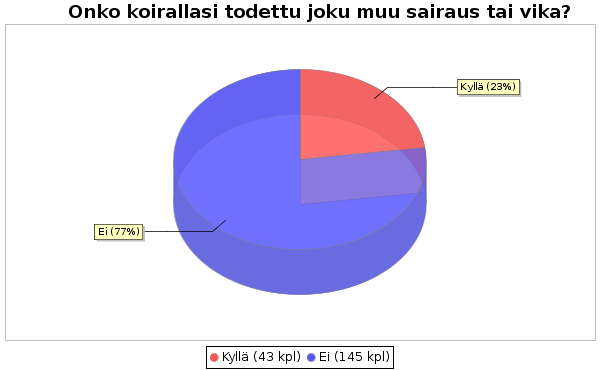 Onko koirallasi todettu joku muu sairaus tai vika?
Kyllä (23%)
Ei (77%)
Kyllä (43 kpl) Ei (145 kpl)